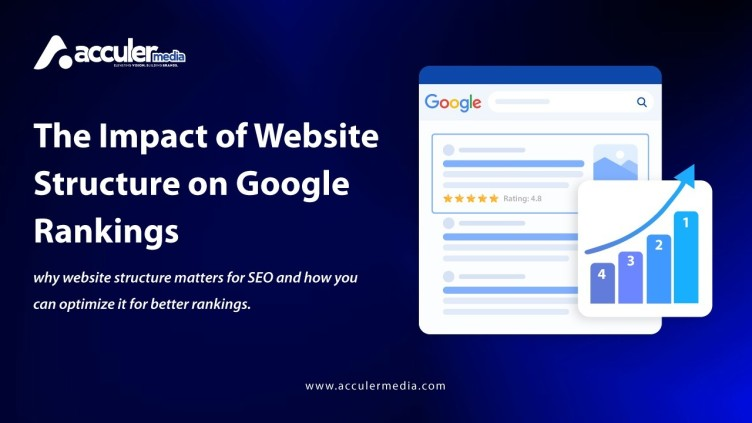 acculer media
ELEVATING VISION, BUILDING BRANDS.
The Impact of Website
Structure on Google
Rankings
why website structure matters for SEO and how you
can optimize it for better rankings.
Google
Rating: 4.8
4
3
2
1
www.acculermedia.com